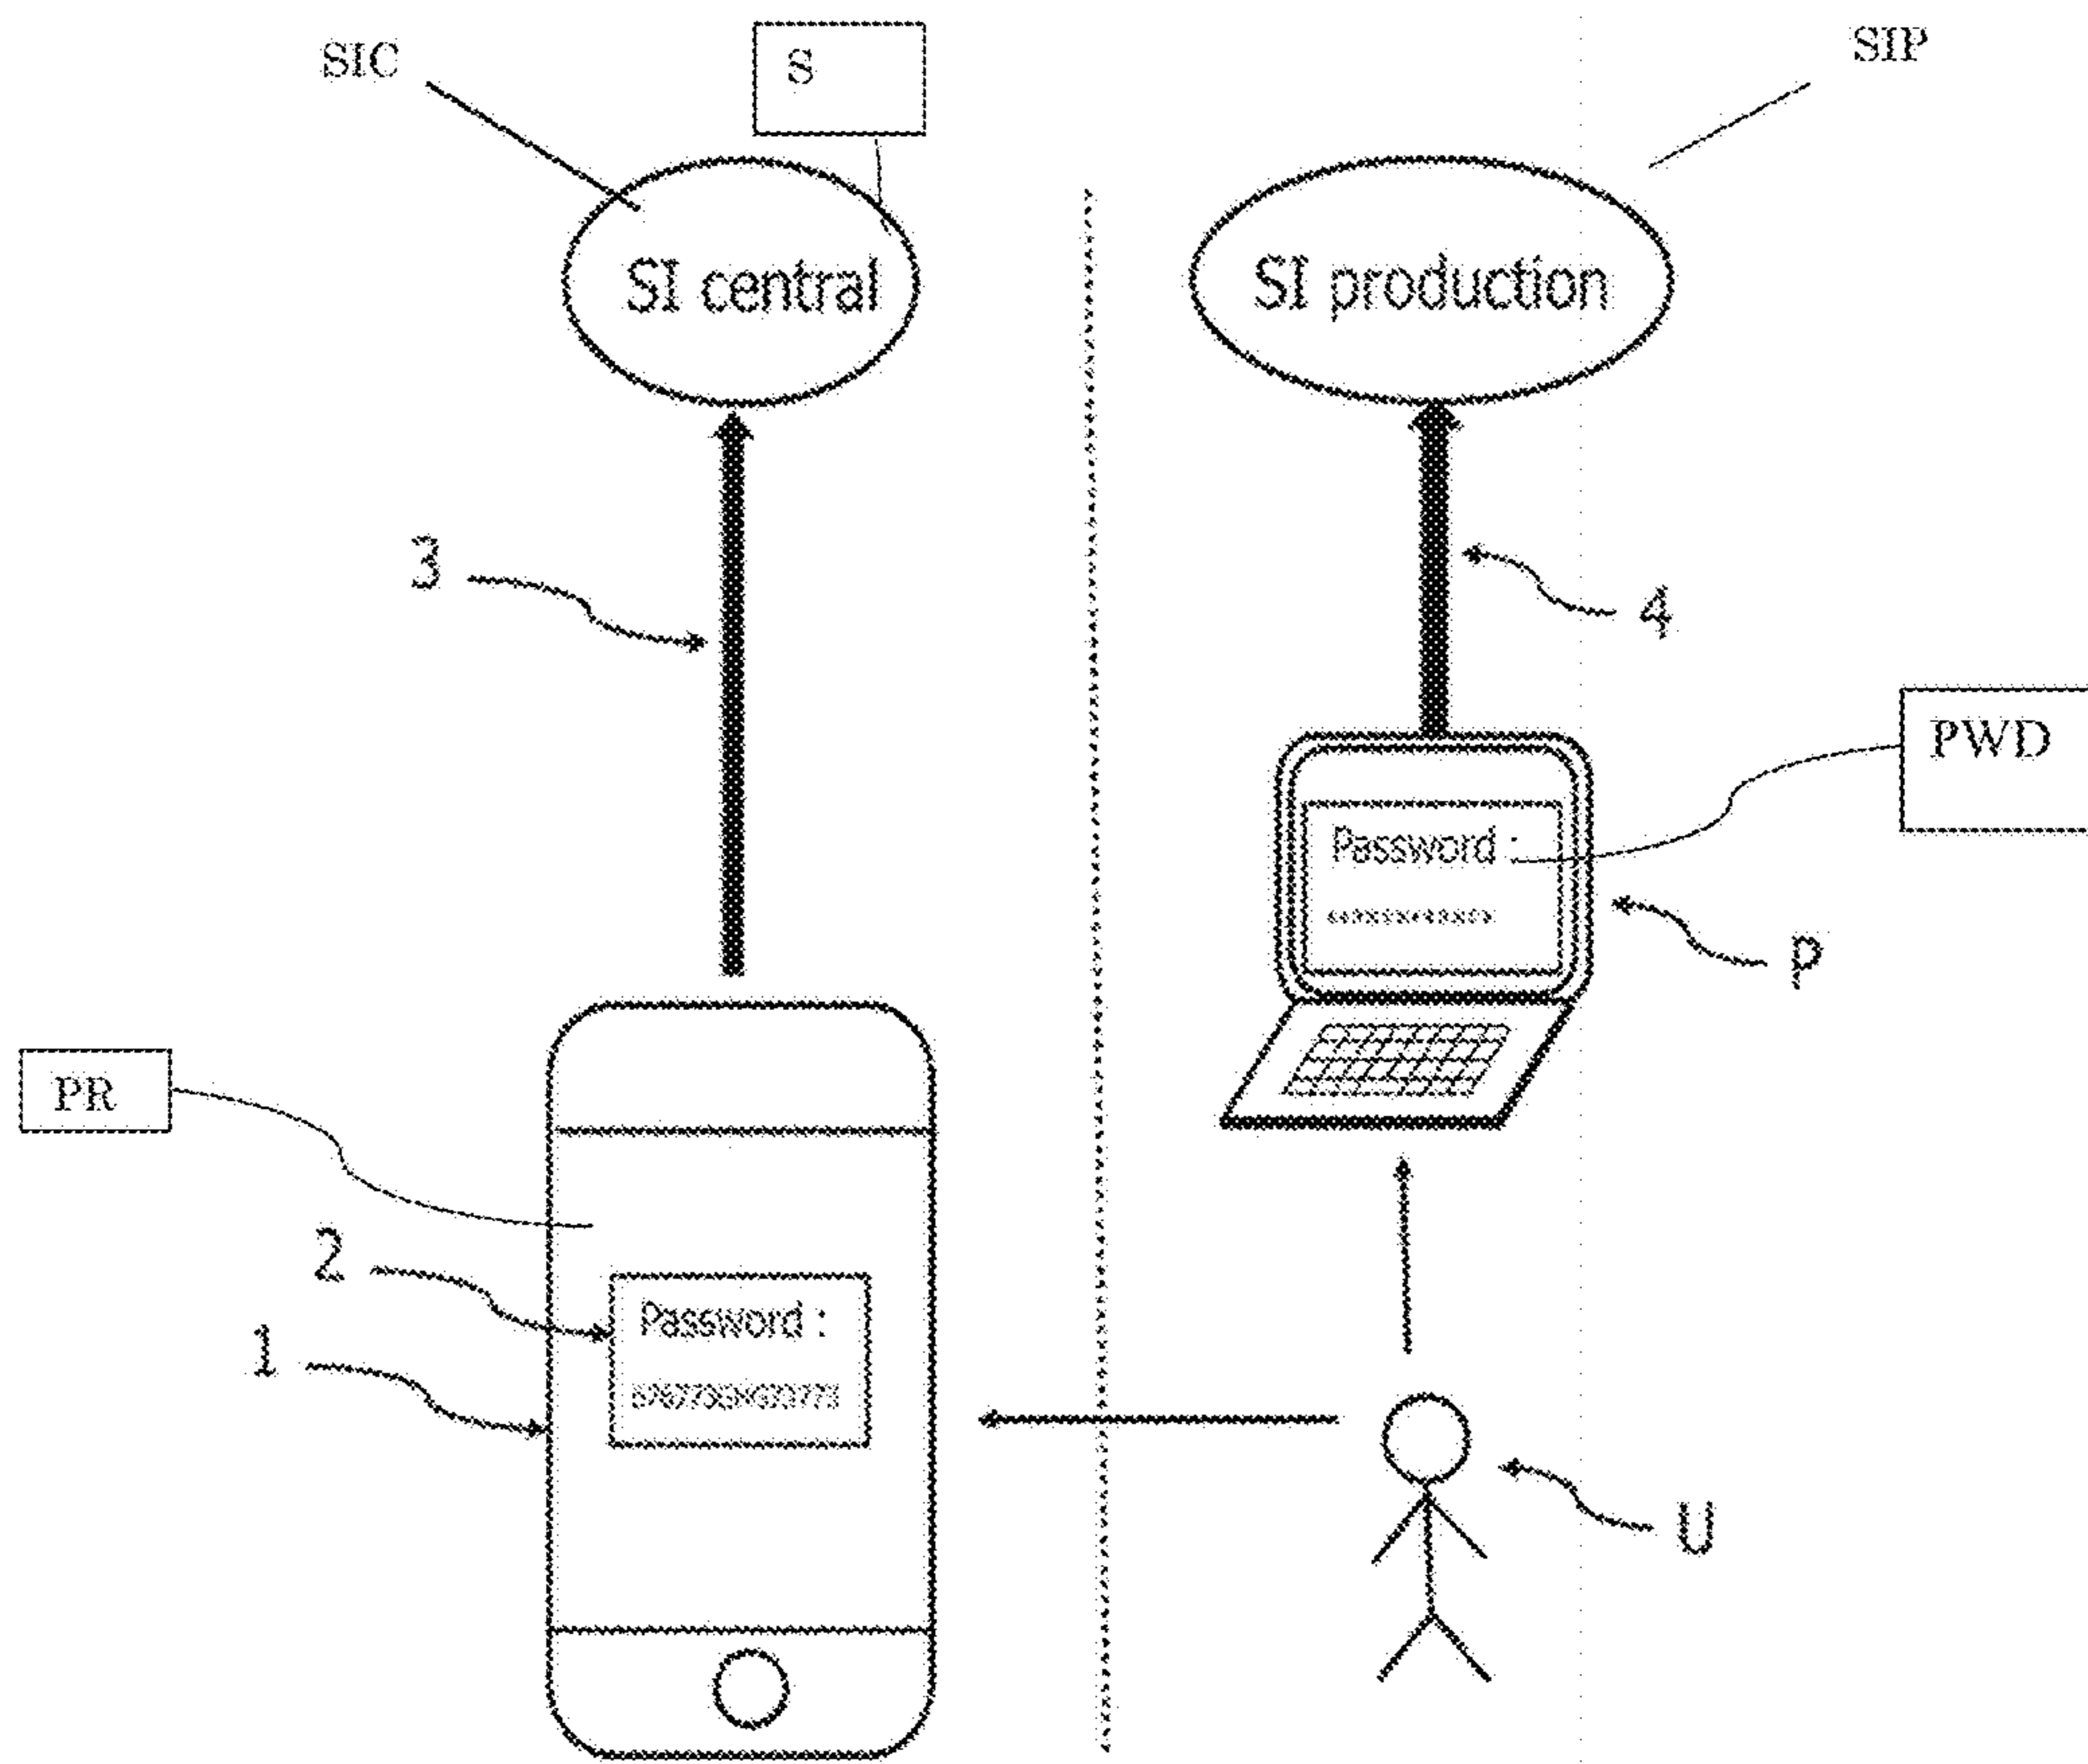 SIC
S
SIP
SI central
SI production
3
4
PWD
Password :
P
PR
2
Password :
1
U